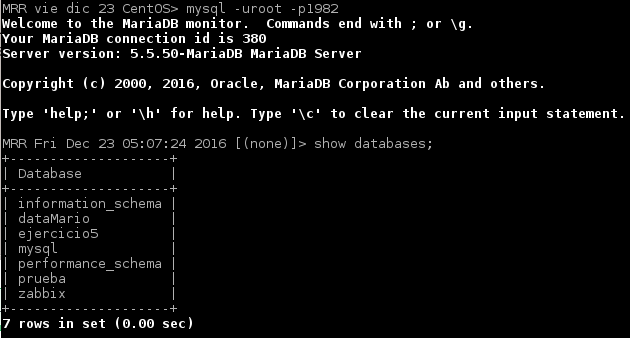 MRR vie dic 23 CentOS> mysql -uroot -p1982
Welcome to the MariaDB monitor.  Commands end with ; or \g.
Your MariaDB connection id is 380
Server version: 5.5.50-MariaDB MariaDB Server

Copyright (c) 2000, 2016, Oracle, MariaDB Corporation Ab and others.

Type 'help;' or '\h' for help. Type '\c' to clear the current input statement.

MRR Fri Dec 23 05:07:24 2016 [(none)]> show databases;
+--------------------+
| Database           |
+--------------------+
| information_schema |
| dataMario          |
| ejercicio5         |
| mysql              |
| performance_schema |
| prueba             |
| zabbix             |
+--------------------+
7 rows in set (0.00 sec)